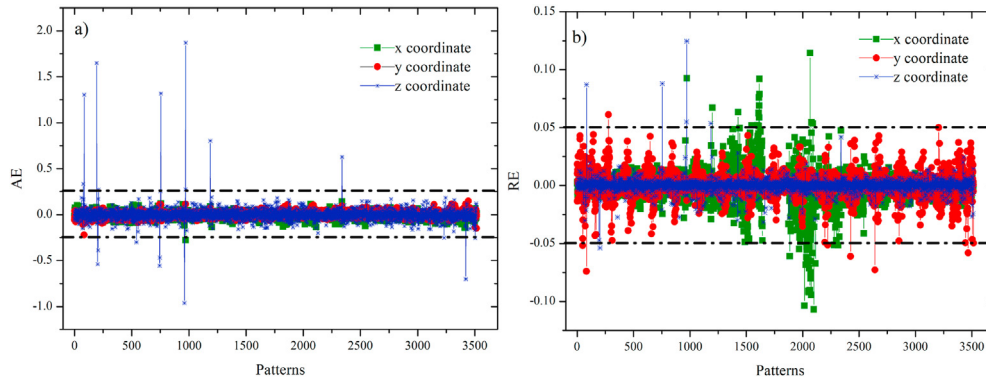 a)
x coordinate
y coordinate
z coordinate
2.0
1.5
1.0
0.5
0.0
-0.5
-1.0
AE
0 500 1000 1500 2000 2500 3000 3500
Patterns
b)
x coordinate
y coordinate
z coordinate
0.15
0.10
0.05
0.00
-0.05
-0.10
RE
0 500 1000 1500 2000 2500 3000 3500
Patterns